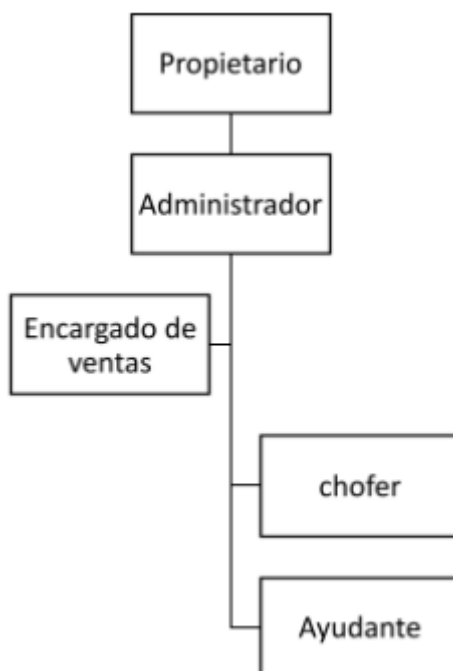 Propietario
Administrador
Encargado de
ventas
chofer
Ayudante